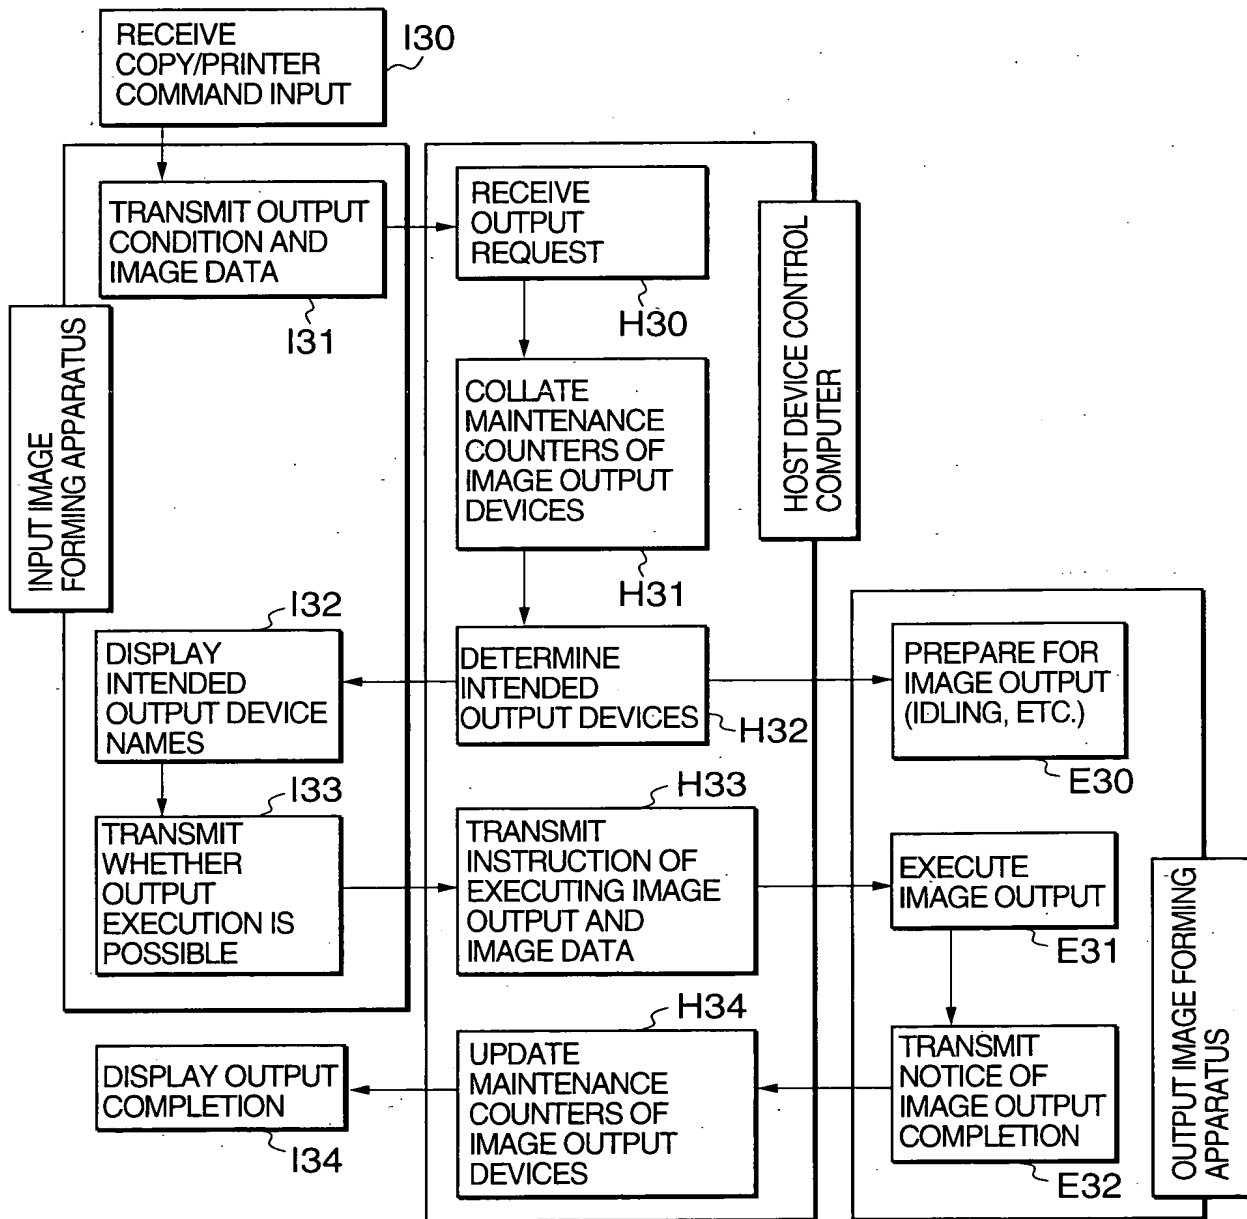 RECEIVE
COPY/PRINTER
COMMAND INPUT
I30
TRANSMIT OUTPUT
CONDITION AND
IMAGE DATA
I31
INPUT IMAGE
FORMING APPARATUS
RECEIVE
OUTPUT
REQUEST
H30
HOST DEVICE CONTROL
COMPUTER
COLLATE
MAINTENANCE
COUNTERS OF
IMAGE OUTPUT
DEVICES
H31
I32
DISPLAY
INTENDED
OUTPUT DEVICE
NAMES
DETERMINE
INTENDED
OUTPUT DEVICES
H32
PREPARE FOR
IMAGE OUTPUT
(IDLING, ETC.)
E30
I33
TRANSMIT
WHETHER
OUTPUT
EXECUTION IS
POSSIBLE
H33
TRANSMIT
INSTRUCTION OF
EXECUTING IMAGE
OUTPUT AND
IMAGE DATA
EXECUTE
IMAGE OUTPUT
E31
OUTPUT IMAGE FORMING
APPARATUS
H34
UPDATE
MAINTENANCE
COUNTERS OF
IMAGE OUTPUT
DEVICES
TRANSMIT
NOTICE OF
IMAGE OUTPUT
COMPLETION
E32
DISPLAY OUTPUT
COMPLETION
I34